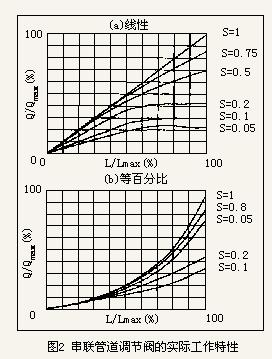 (a)线性
100
Q/Qmax(%)
0
L/Lmax(%)
100
S=1
S=0.75
S=0.5
S=0.2
S=0.1
S=0.05
(b)等百分比
100
Q/Qmax(%)
0
L/Lmax(%)
100
S=1
S=0.8
S=0.05
S=0.2
S=0.1
图2 串联管道调节阀的实际工作特性